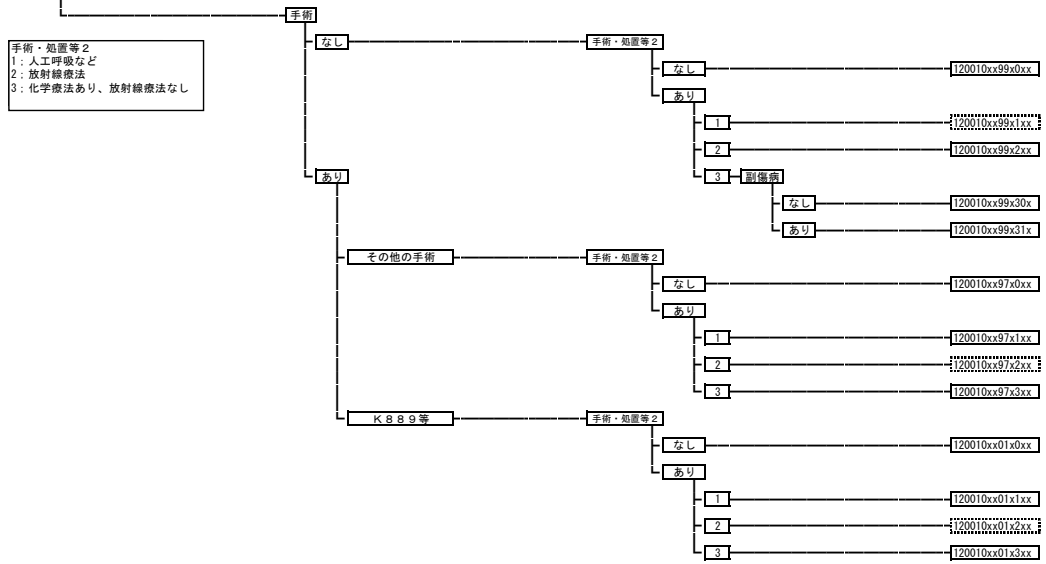 手術
手術・処置等2
1:人工呼吸など
2:放射線療法
3:化学療法あり、放射線療法なし
なし
手術・処置等2
なし
120010xx99x0xx
あり
1
120010xx99x1xx
2
120010xx99x2xx
あり
3
副傷病
なし
120010xx99x30x
あり
120010xx99x31x
その他の手術
手術・処置等2
なし
120010xx97x0xx
あり
1
120010xx97x1xx
2
120010xx97x2xx
3
120010xx97x3xx
K889等
手術・処置等2
なし
120010xx01x0xx
あり
1
120010xx01x1xx
2
120010xx01x2xx
3
120010xx01x3xx